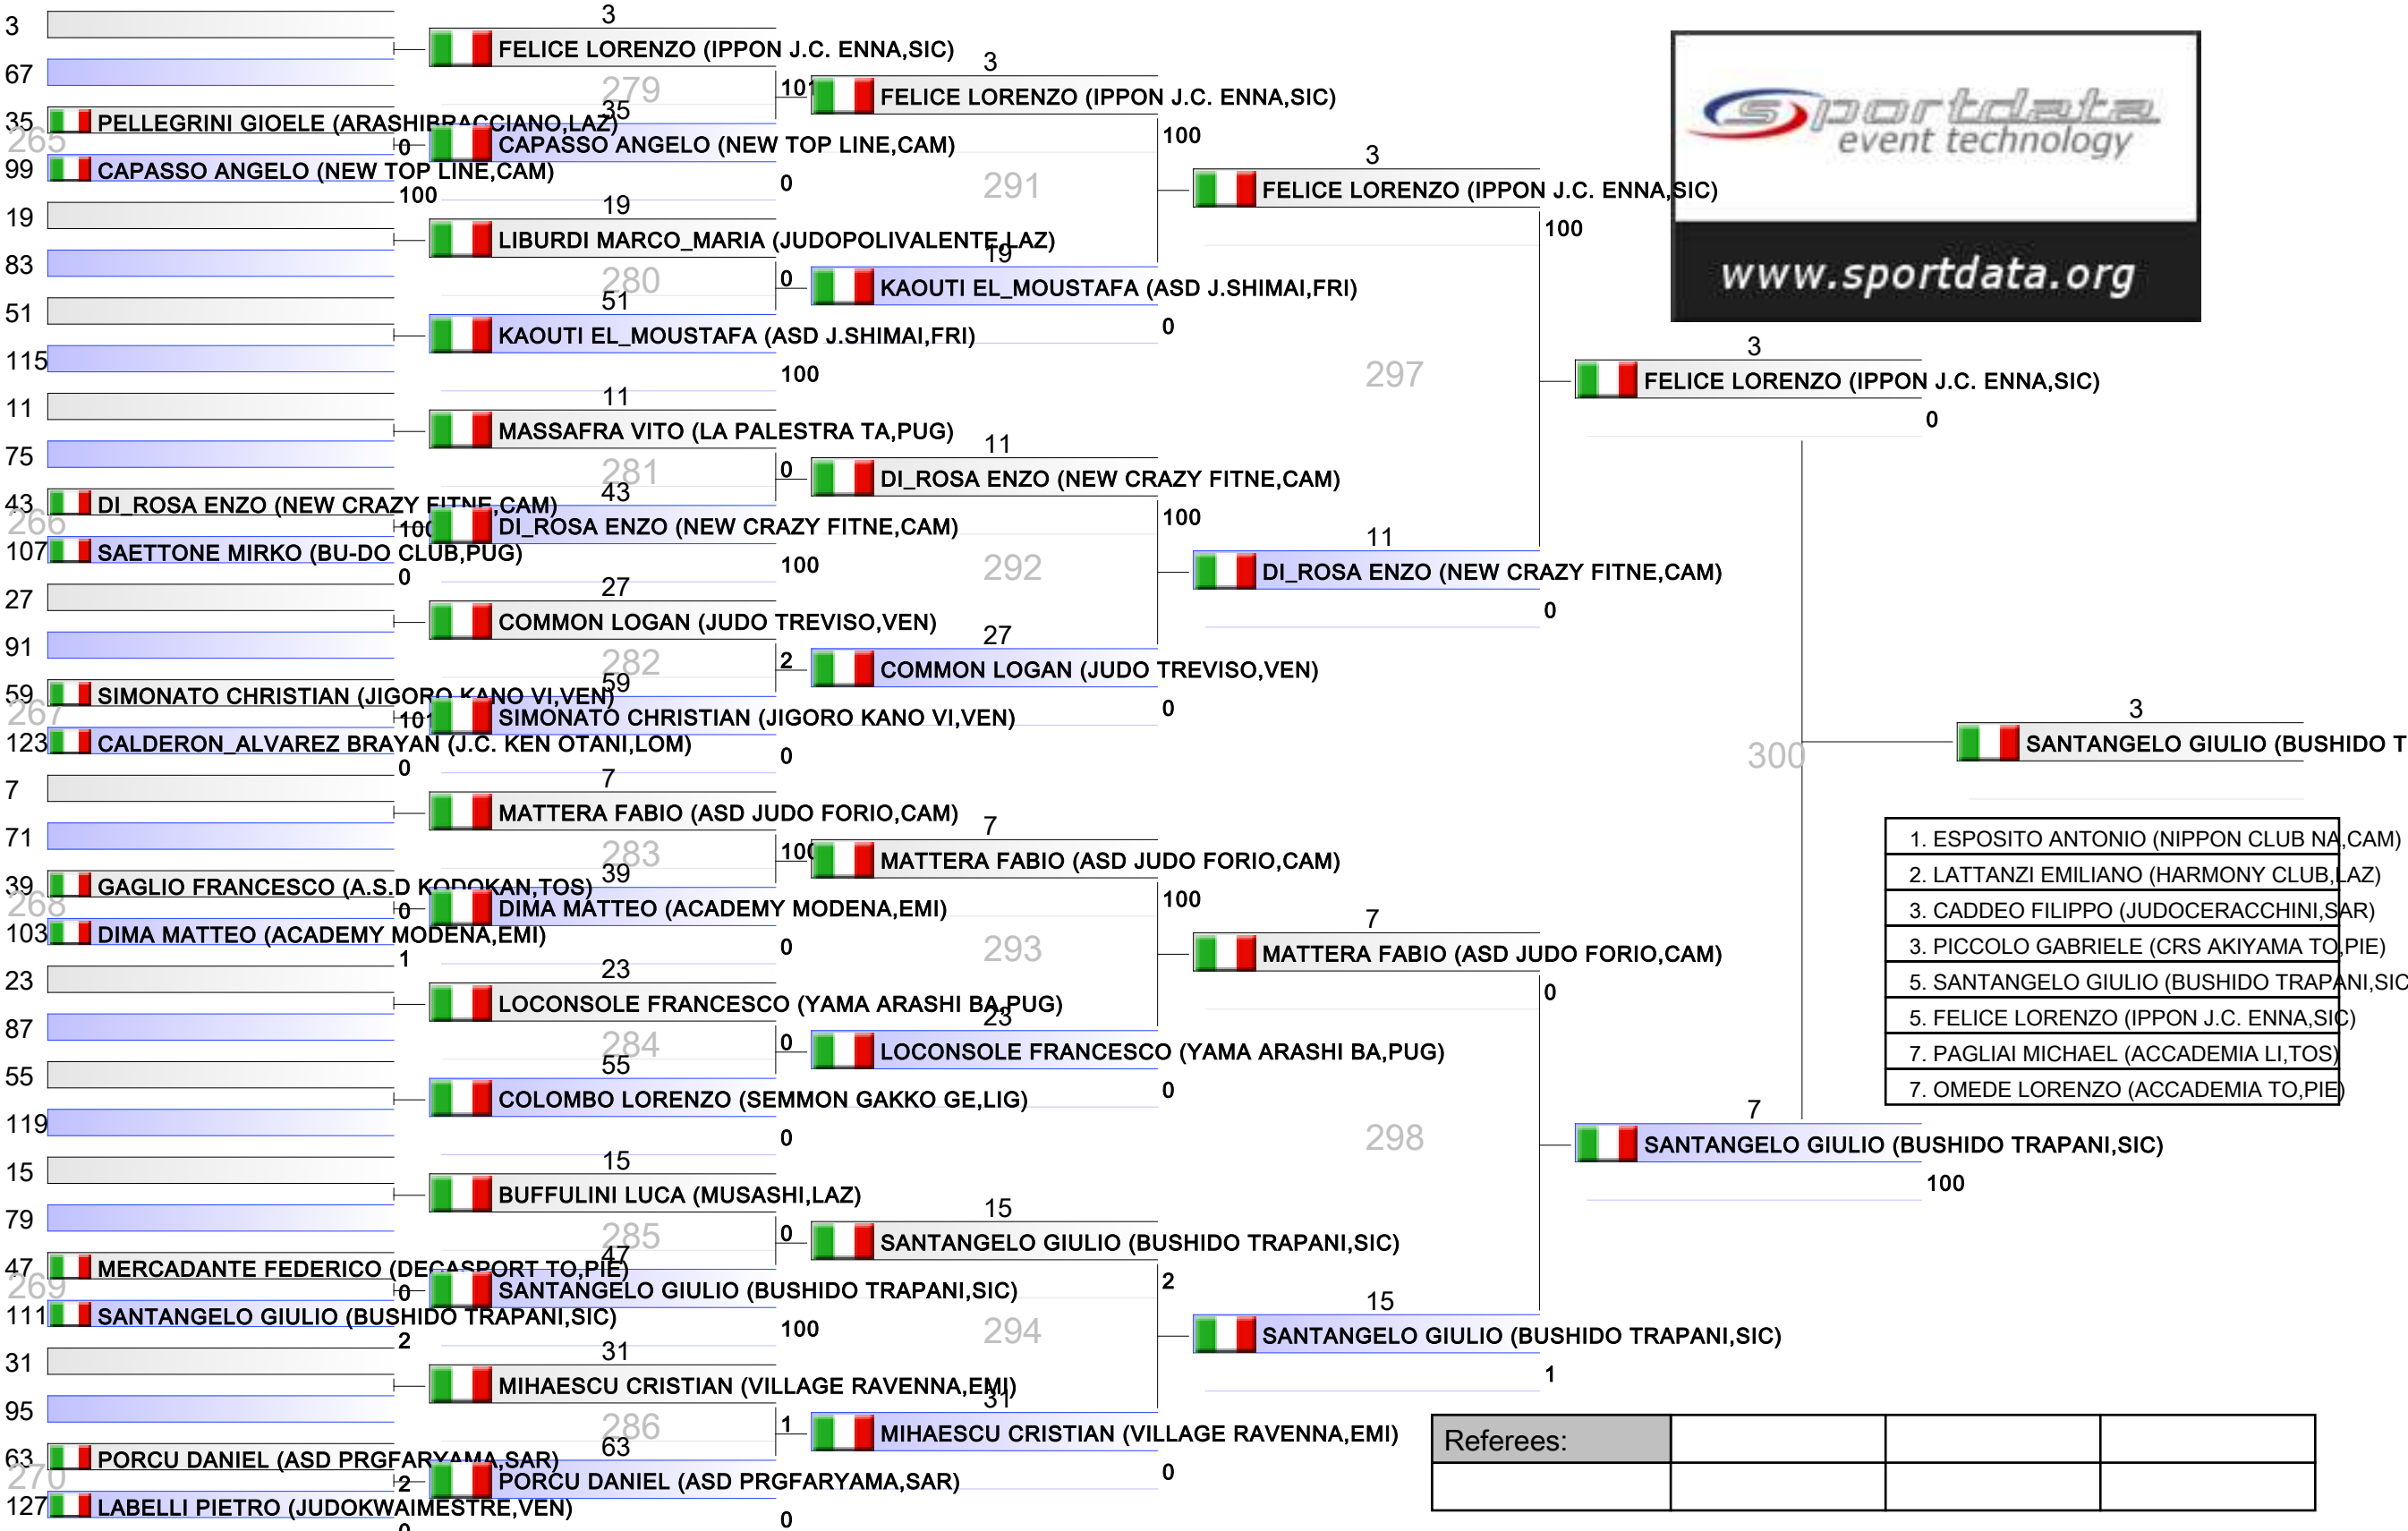 3
67
35 PELLEGRINI GIOELE (ARASHIBRACCIANO,LAZ)
265
0
99 CAPASSO ANGELO (NEW TOP LINE,CAM)
100
19
83
51
115
11
75
43 DI_ROSA ENZO (NEW CRAZY FITNE,CAM)
266
100
107 SAETTONE MIRKO (BU-DO CLUB,PUG)
0
27
91
59 SIMONATO CHRISTIAN (JIGORO KANO VI,VEN)
267
101
123 CALDERON_ALVAREZ BRAYAN (J.C. KEN OTANI,LOM)
0
7
71
39 GAGLIO FRANCESCO (A.S.D KODOKAN,TOS)
268
0
103 DIMA MATTEO (ACADEMY MODENA,EMI)
1
23
87
55
119
15
79
47 MERCADANTE FEDERICO (DECASPORT TO,PIE)
269
0
111 SANTANGELO GIULIO (BUSHIDO TRAPANI,SIC)
2
31
95
63 PORCU DANIEL (ASD PRGFARYAMA,SAR)
270
2
127 LABELLI PIETRO (JUDOKWAIMESTRE,VEN)
0
3
FELICE LORENZO (IPPON J.C. ENNA,SIC)
279
101
35
CAPASSO ANGELO (NEW TOP LINE,CAM)
0
19
LIBURDI MARCO_MARIA (JUDOPOLIVALENTE,LAZ)
280
0
51
KAOUTI EL_MOUSTAFA (ASD J.SHIMAI,FRI)
100
11
MASSAFRA VITO (LA PALESTRA TA,PUG)
281
0
43
DI_ROSA ENZO (NEW CRAZY FITNE,CAM)
100
27
COMMON LOGAN (JUDO TREVISO,VEN)
282
2
59
SIMONATO CHRISTIAN (JIGORO KANO VI,VEN)
0
7
MATTERA FABIO (ASD JUDO FORIO,CAM)
283
100
39
DIMA MATTEO (ACADEMY MODENA,EMI)
0
23
LOCONSOLE FRANCESCO (YAMA ARASHI BA,PUG)
284
0
55
COLOMBO LORENZO (SEMMON GAKKO GE,LIG)
0
15
BUFFULINI LUCA (MUSASHI,LAZ)
285
0
47
SANTANGELO GIULIO (BUSHIDO TRAPANI,SIC)
100
31
MIHAESCU CRISTIAN (VILLAGE RAVENNA,EMI)
286
1
63
PORCU DANIEL (ASD PRGFARYAMA,SAR)
0
3
FELICE LORENZO (IPPON J.C. ENNA,SIC)
100
291
19
KAOUTI EL_MOUSTAFA (ASD J.SHIMAI,FRI)
0
11
DI_ROSA ENZO (NEW CRAZY FITNE,CAM)
100
292
27
COMMON LOGAN (JUDO TREVISO,VEN)
0
7
MATTERA FABIO (ASD JUDO FORIO,CAM)
100
293
23
LOCONSOLE FRANCESCO (YAMA ARASHI BA,PUG)
0
15
SANTANGELO GIULIO (BUSHIDO TRAPANI,SIC)
2
294
31
MIHAESCU CRISTIAN (VILLAGE RAVENNA,EMI)
0
3
FELICE LORENZO (IPPON J.C. ENNA,SIC)
100
297
11
DI_ROSA ENZO (NEW CRAZY FITNE,CAM)
0
7
MATTERA FABIO (ASD JUDO FORIO,CAM)
0
298
15
SANTANGELO GIULIO (BUSHIDO TRAPANI,SIC)
1
3
FELICE LORENZO (IPPON J.C. ENNA,SIC)
0
300
7
SANTANGELO GIULIO (BUSHIDO TRAPANI,SIC)
100
3
SANTANGELO GIULIO (BUSHIDO T
sportdata
event technology
www.sportdata.org
1. ESPOSITO ANTONIO (NIPPON CLUB NA,CAM)
2. LATTANZI EMILIANO (HARMONY CLUB,LAZ)
3. CADDEO FILIPPO (JUDOCERACCHINI,SAR)
3. PICCOLO GABRIELE (CRS AKIYAMA TO,PIE)
5. SANTANGELO GIULIO (BUSHIDO TRAPANI,SIC
5. FELICE LORENZO (IPPON J.C. ENNA,SIC)
7. PAGLIAI MICHAEL (ACCADEMIA LI,TOS)
7. OMEDE LORENZO (ACCADEMIA TO,PIE)
Referees: